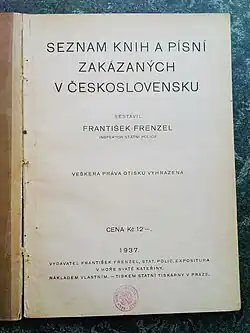 SEZNAM KNIH A PÍSNÍ
ZAKÁZANÝCH
V ČESKOSLOVENSKU
SESTAVIL
FRANTIŠEK FRENZEL
INSPEKTOR STÁTNÍ POLICIE
VEŠKERÁ PRÁVA OTISKU VYHRAZENA
CENA Kč 12·–.
1937.
VYDAVATEL FRANTIŠEK FRENZEL, STÁT. POLIC. EXPOSITURA
V HOŘE SVATÉ KATEŘINY.
NÁKLADEM VLASTNÍM. — TISKEM STÁTNÍ TISKÁRNY V PRAZE.